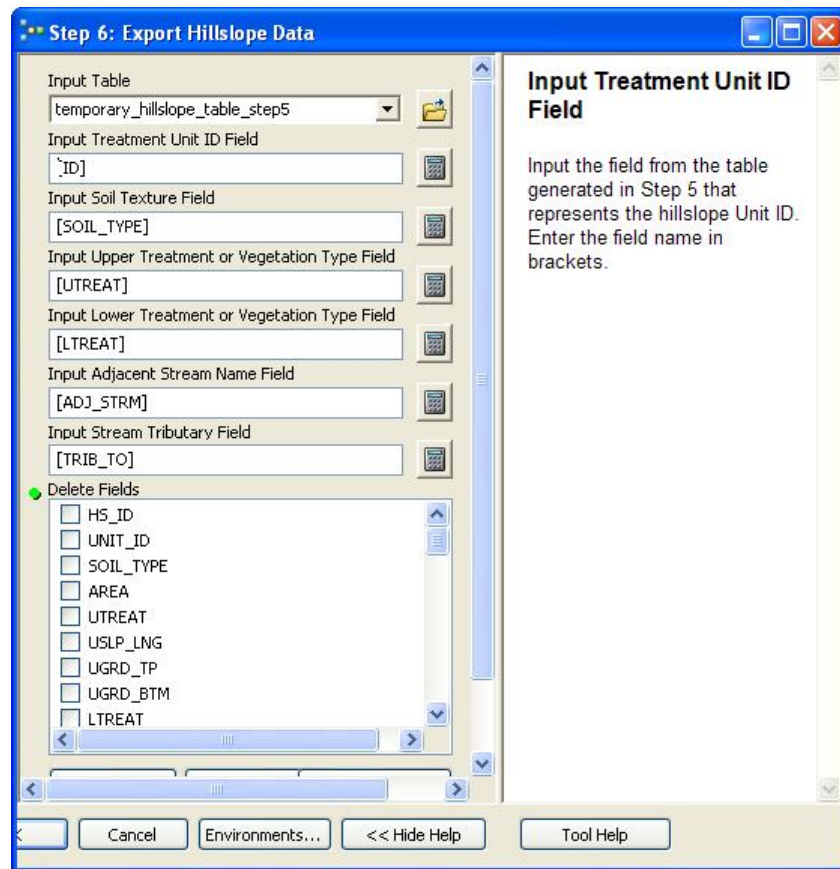 Step 6: Export Hillslope Data
Input Table
temporary_hillslope_table_step5
Input Treatment Unit ID Field
ID]
Input Soil Texture Field
[SOIL_TYPE]
Input Upper Treatment or Vegetation Type Field
[UTREAT]
Input Lower Treatment or Vegetation Type Field
[LTREAT]
Input Adjacent Stream Name Field
[ADJ_STRM]
Input Stream Tributary Field
[TRIB_TO]
Delete Fields
HS_ID
UNIT_ID
SOIL_TYPE
AREA
UTREAT
USLP_LNG
UGRD_TP
UGRD_BTM
LTREAT
Cancel
Environments...
<< Hide Help
Tool Help
Input Treatment Unit ID
Field
Input the field from the table
generated in Step 5 that
represents the hillslope Unit ID.
Enter the field name in
brackets.